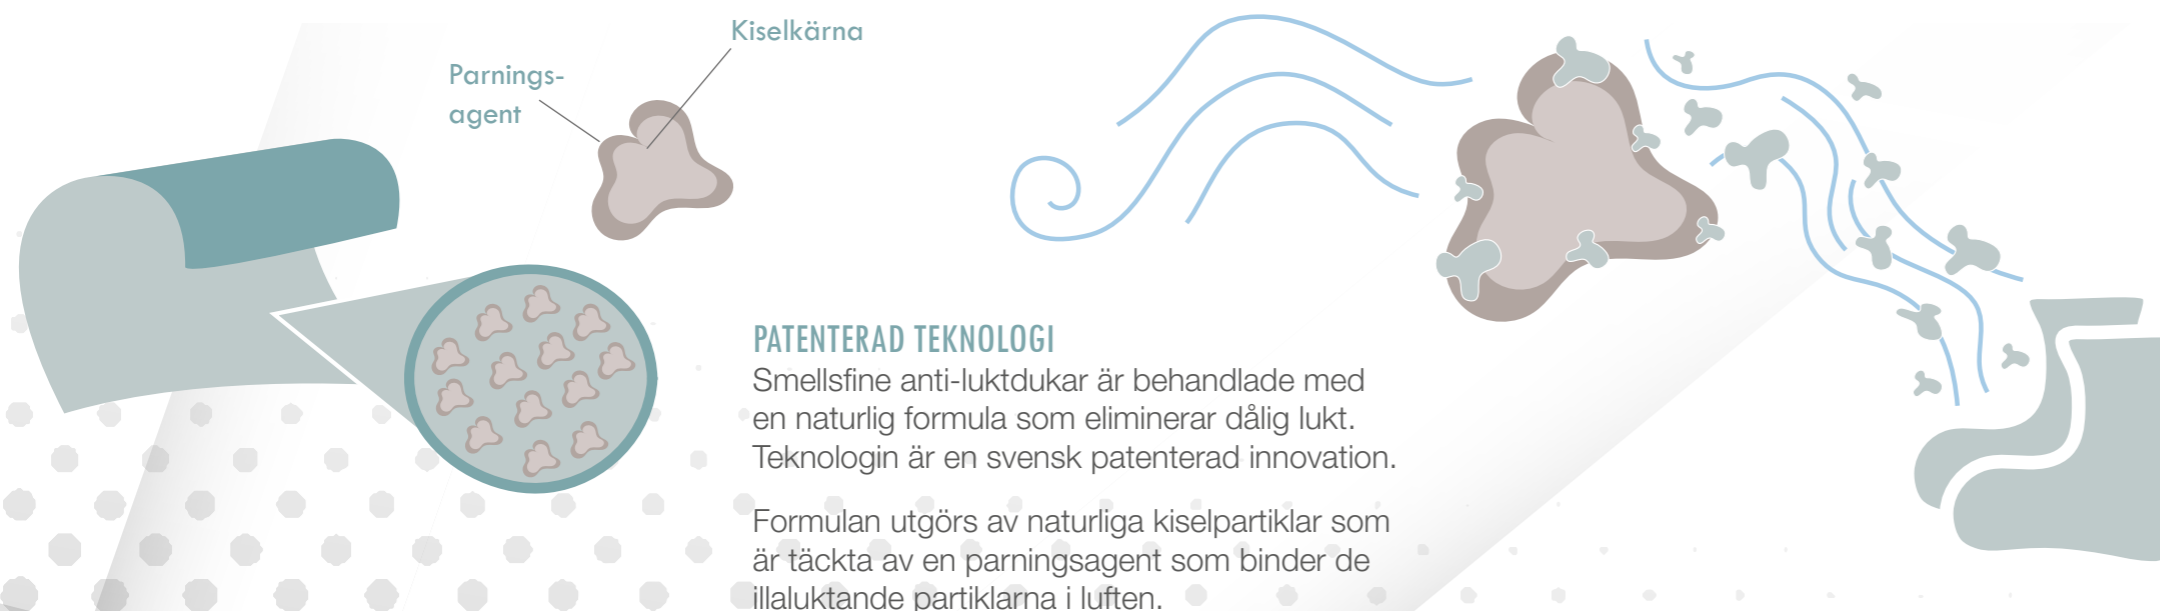 Kiselkärna
Parnings-
agent
PATENTERAD TEKNOLOGI
Smellsfine anti-luktdukar är behandlade med
en naturlig formula som eliminerar dålig lukt.
Teknologin är en svensk patenterad innovation.
Formulan utgörs av naturliga kiselpartiklar som
är täckta av en parningsagent som binder de
illaluktande partiklarna i luften.